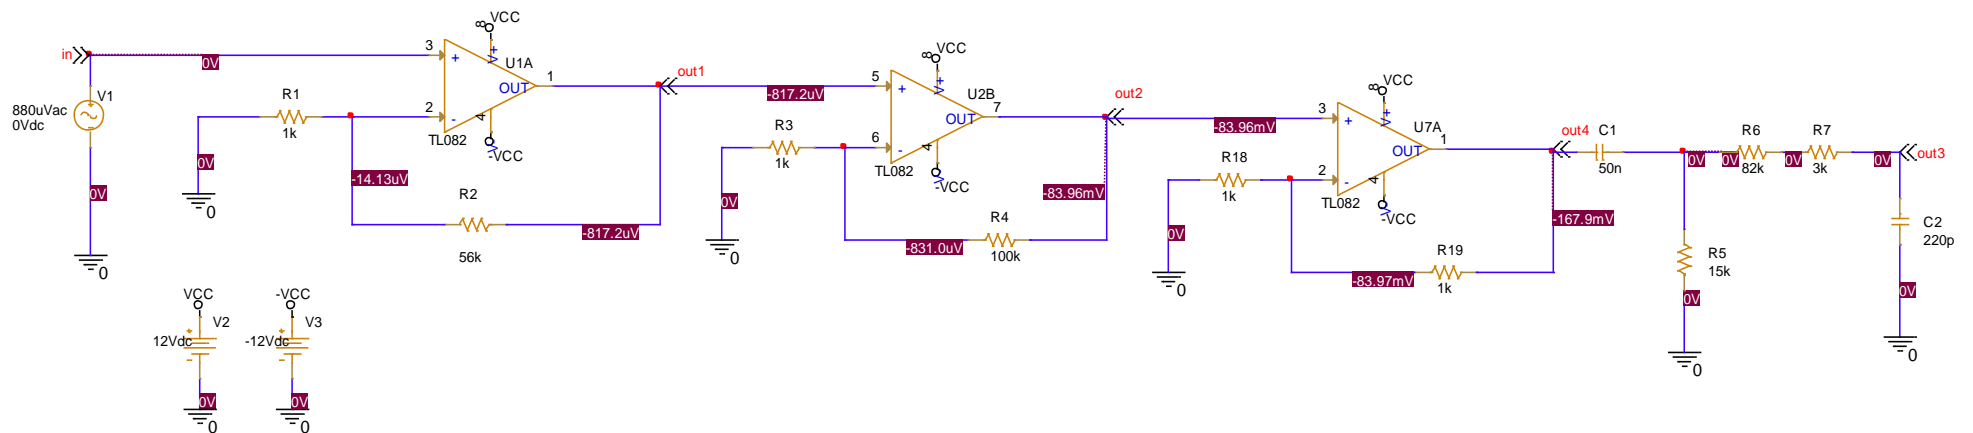 in
0V
V1
880uVac
0Vdc
0V
0
R1
1k
0V
0
3
2
+
-
8
VCC
V+
U1A
OUT
1
4
V-
-VCC
TL082
-14.13uV
R2
56k
-817.2uV
out1
-817.2uV
R3
1k
0V
0
5
6
+
-
8
VCC
V+
U2B
OUT
7
4
V-
-VCC
TL082
-831.0uV
R4
100k
-83.96mV
out2
-83.96mV
R18
1k
0V
0
3
2
+
-
8
VCC
V+
U7A
OUT
1
4
V-
-VCC
TL082
-83.97mV
R19
1k
-167.9mV
out4
C1
50n
0V
0V
R6
82k
0V
R7
3k
0V
out3
R5
15k
0V
0
C2
220p
0V
0
VCC
V2
12Vdc
+
-
0V
0
-VCC
V3
-12Vdc
+
-
0V
0